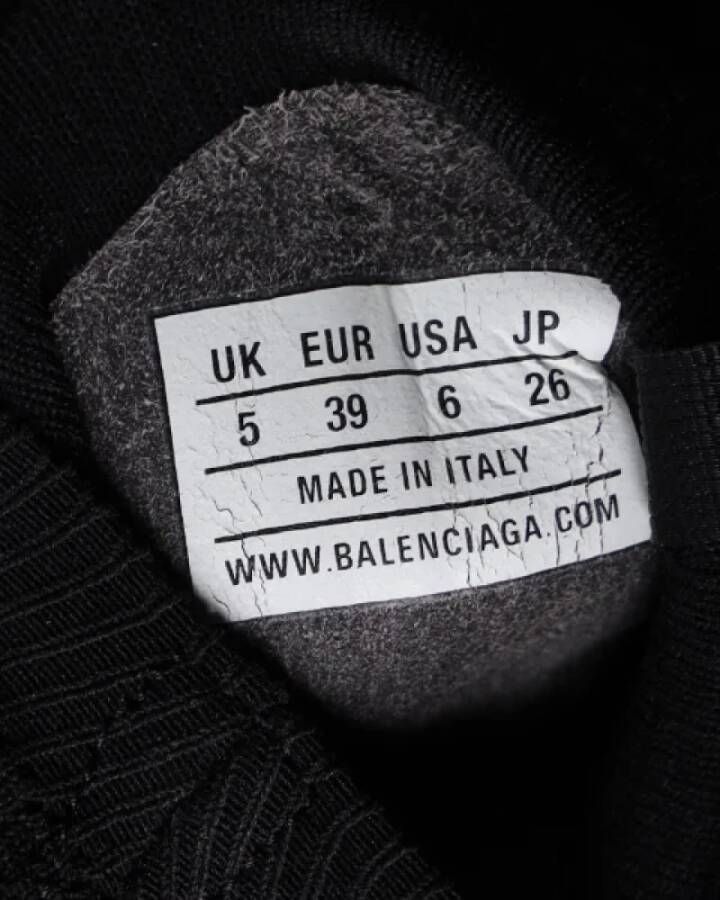 UK EUR USA JP
5 39 6 26
MADE IN ITALY
WWW.BALENCIAGA.COM